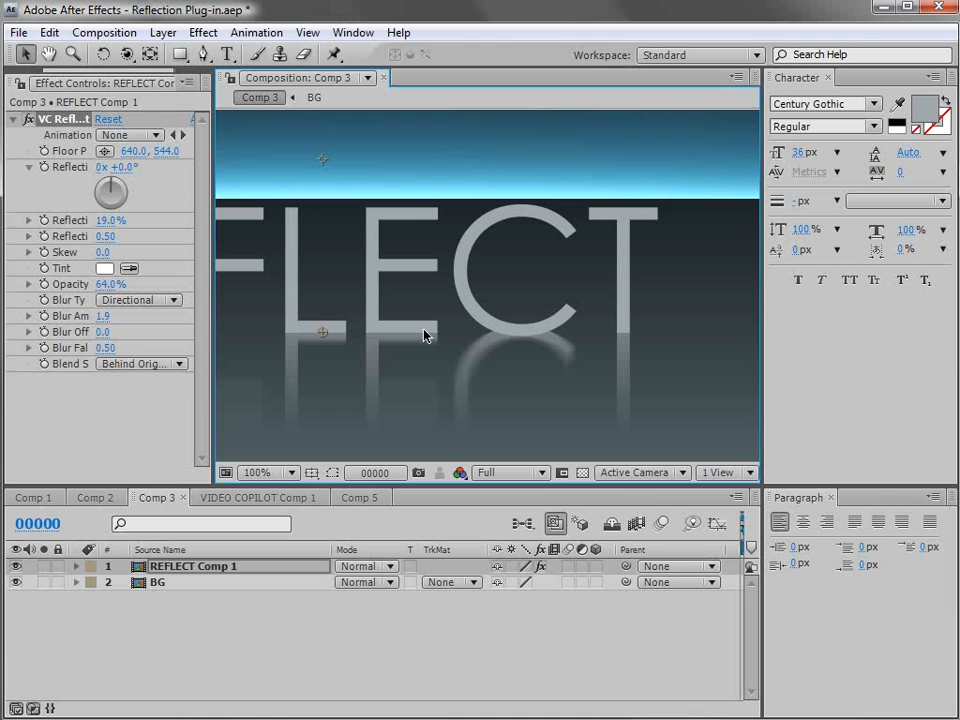 Adobe After Effects - Reflection Plug-in.aep *
File Edit Composition Layer Effect Animation View Window Help
Workspace: Standard Search Help
Effect Controls: REFLECT Cor
Comp 3 • REFLECT Comp 1
VC Refl...t Reset
Animation None
Floor P 640.0, 544.0
Reflecti 0x +0.0°
Reflecti 19.0%
Reflecti 0.50
Skew 0.0
Tint
Opacity 64.0%
Blur Ty Directional
Blur Am 1.9
Blur Off 0.0
Blur Fal 0.50
Blend S Behind Orig...
Composition: Comp 3
Comp 3 BG
FLECT
100% 00000 Full Active Camera 1 View
Character
Century Gothic
Regular
36 px Auto
Metrics 0
- px
100% 100%
0 px 0 %
T T TT Tr T¹ T₁
Comp 1 Comp 2 Comp 3 VIDEO COPILOT Comp 1 Comp 5
00000
# Source Name Mode T TrkMat Parent
1 REFLECT Comp 1 Normal None
2 BG Normal None None
Paragraph
0 px 0 px 0 px
0 px 0 px